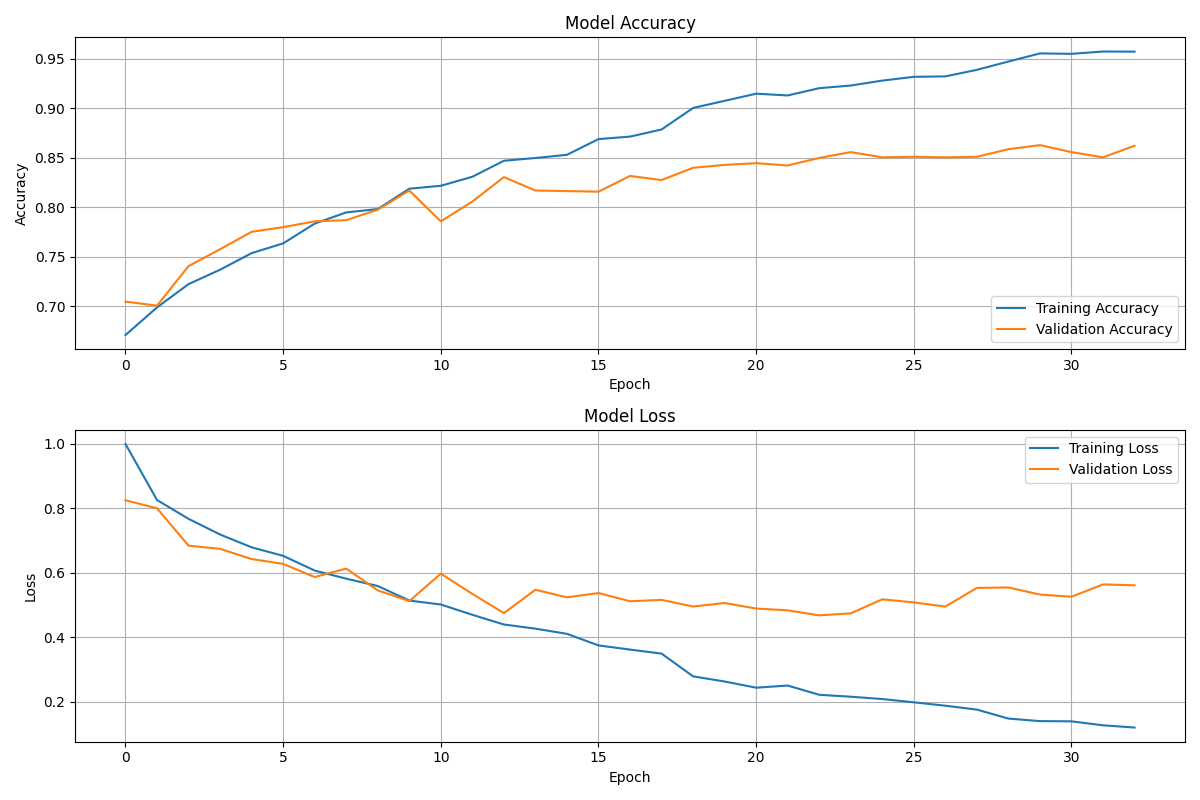 Model Accuracy
0.95
0.90
0.85
0.80
0.75
0.70
Accuracy
Training Accuracy
Validation Accuracy
0 5 10 15 20 25 30
Epoch
Model Loss
1.0
0.8
0.6
0.4
0.2
Loss
Training Loss
Validation Loss
0 5 10 15 20 25 30
Epoch